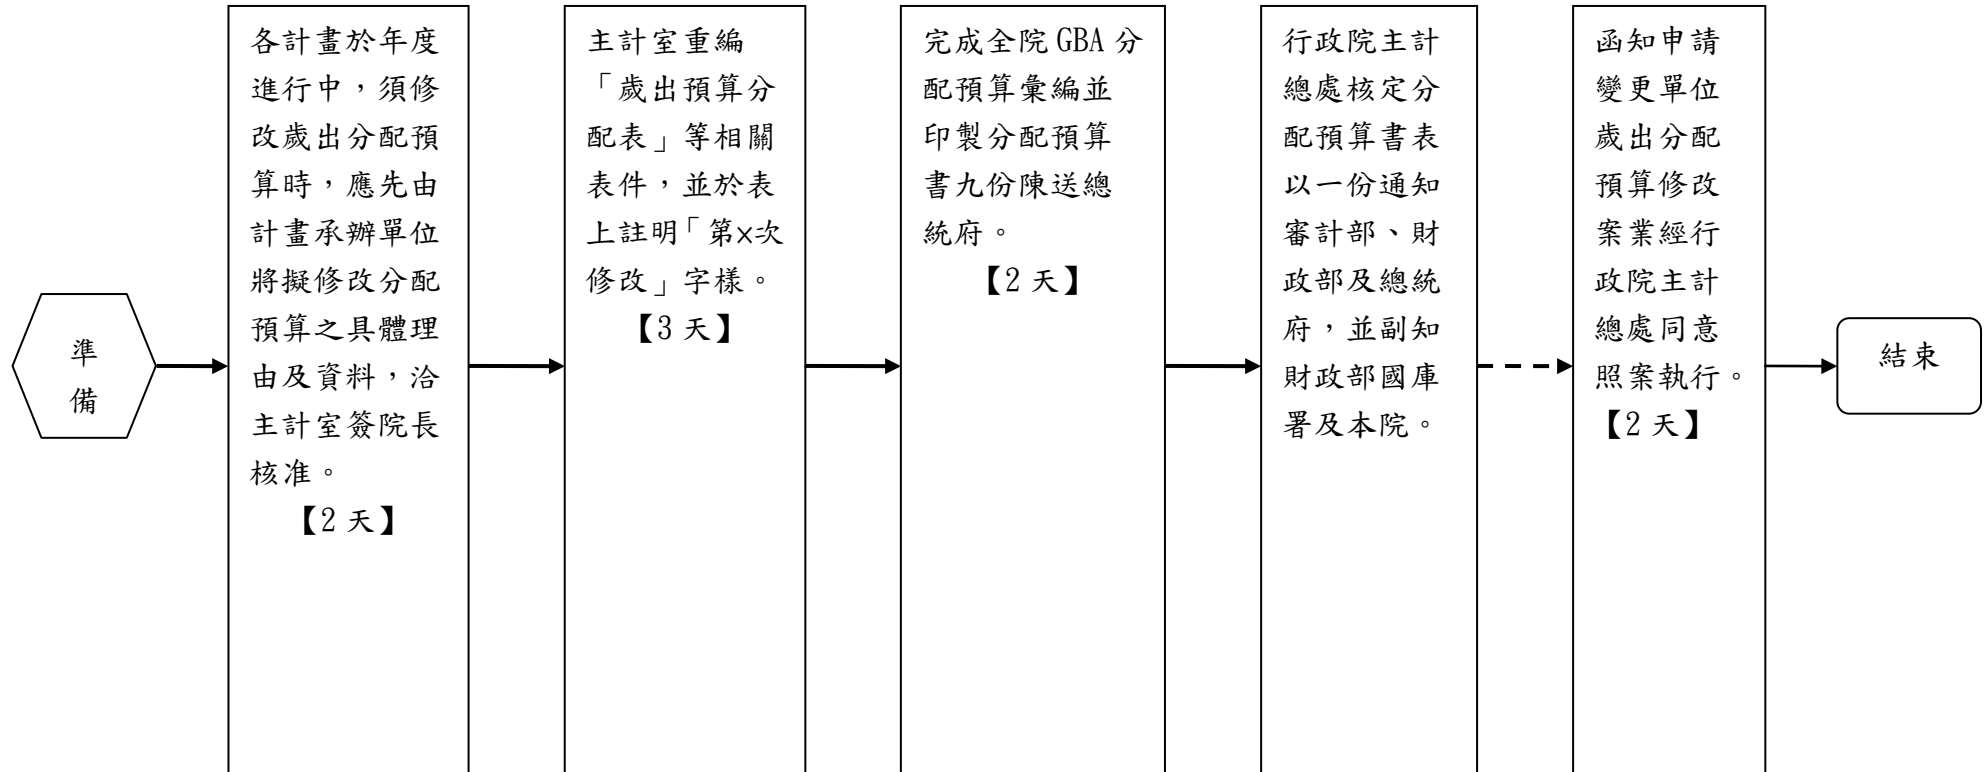 準
備
各計畫於年度
進行中，須修
改歲出分配預
算時，應先由
計畫承辦單位
將擬修改分配
預算之具體理
由及資料，洽
主計室簽院長
核准。
【2 天】
主計室重編
「歲出預算分
配表」等相關
表件，並於表
上註明「第×次
修改」字樣。
【3 天】
完成全院 GBA 分
配預算彙編並
印製分配預算
書九份陳送總
統府。
【2 天】
行政院主計
總處核定分
配預算書表
以一份通知
審計部、財
政部及總統
府，並副知
財政部國庫
署及本院。
函知申請
變更單位
歲出分配
預算修改
案業經行
政院主計
總處同意
照案執行。
【2 天】
結束